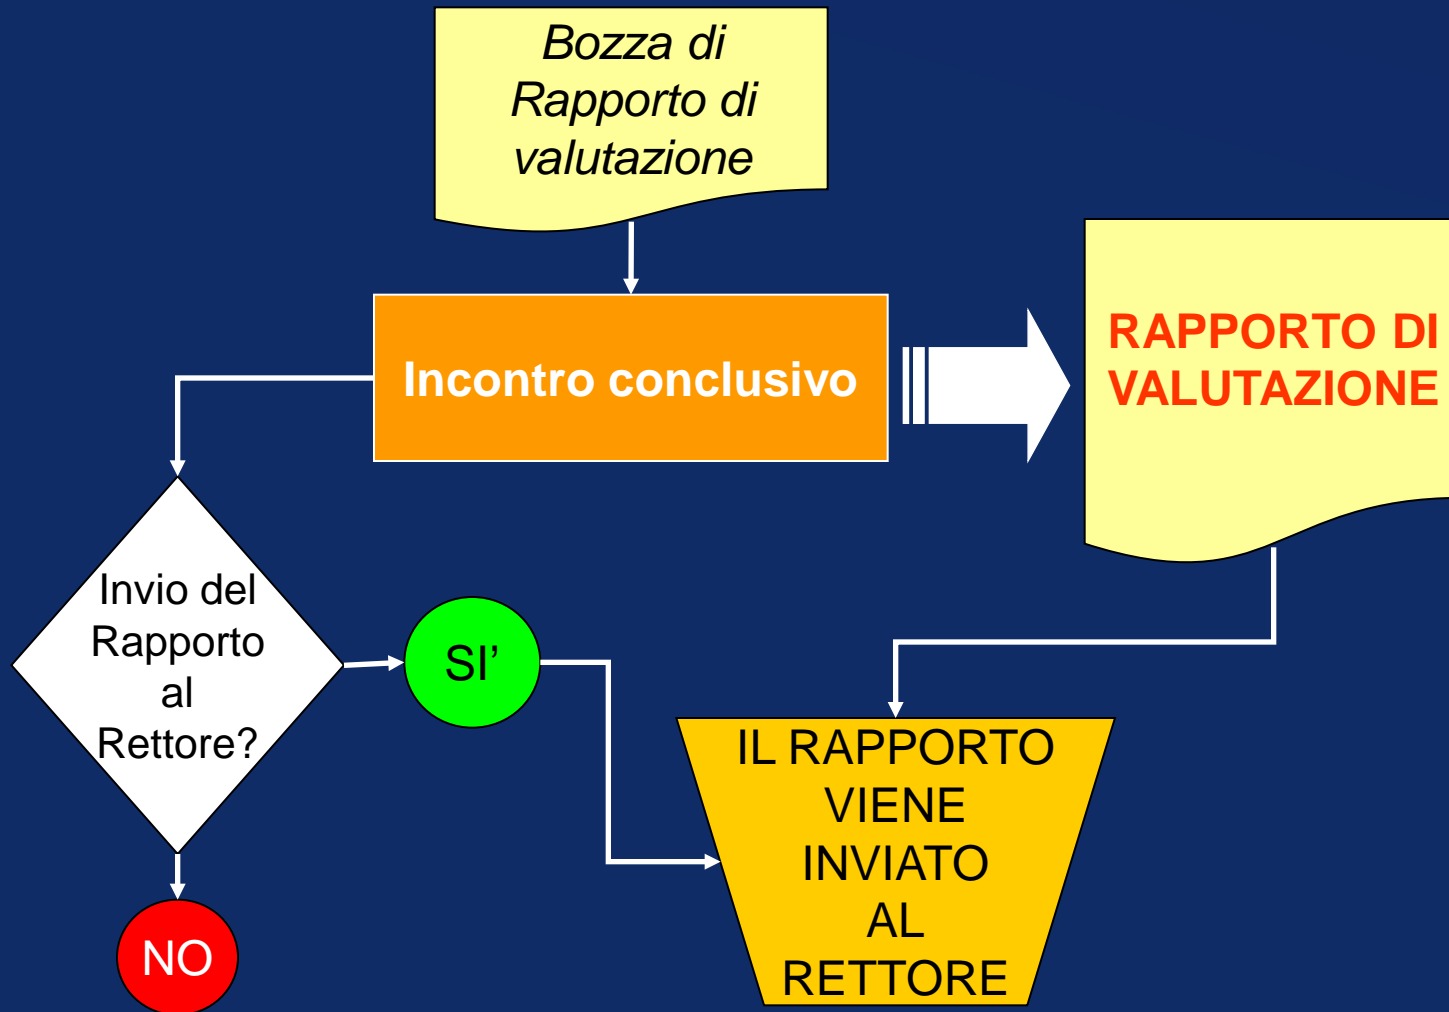 Bozza di
Rapporto di
valutazione
Incontro conclusivo
RAPPORTO DI
VALUTAZIONE
Invio del
Rapporto
al
Rettore?
SI’
NO
IL RAPPORTO
VIENE
INVIATO
AL
RETTORE